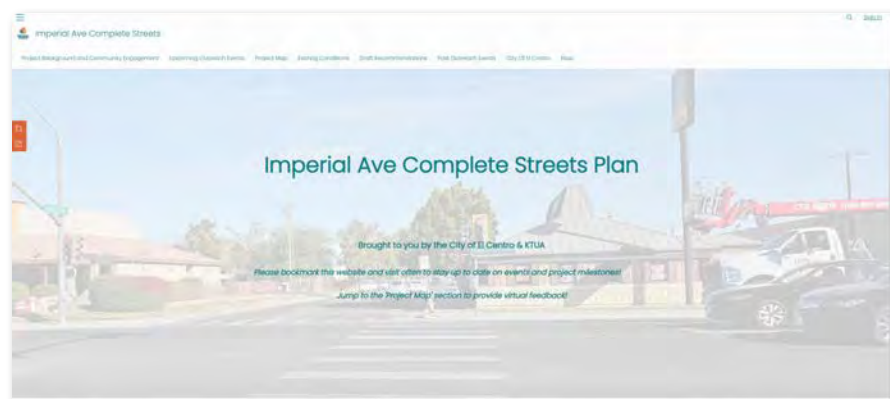 Sign In
Imperial Ave Complete Streets
Project Background and Community Engagement Upcoming Outreach Events Project Map Existing Conditions Draft Recommendations Past Outreach Events City Of El Centro
Imperial Ave Complete Streets Plan
Brought to you by the City of El Centro & KTUA
Please bookmark this website and visit often to stay up to date on events and project milestones!
Jump to the 'Project Map' section to provide virtual feedback!